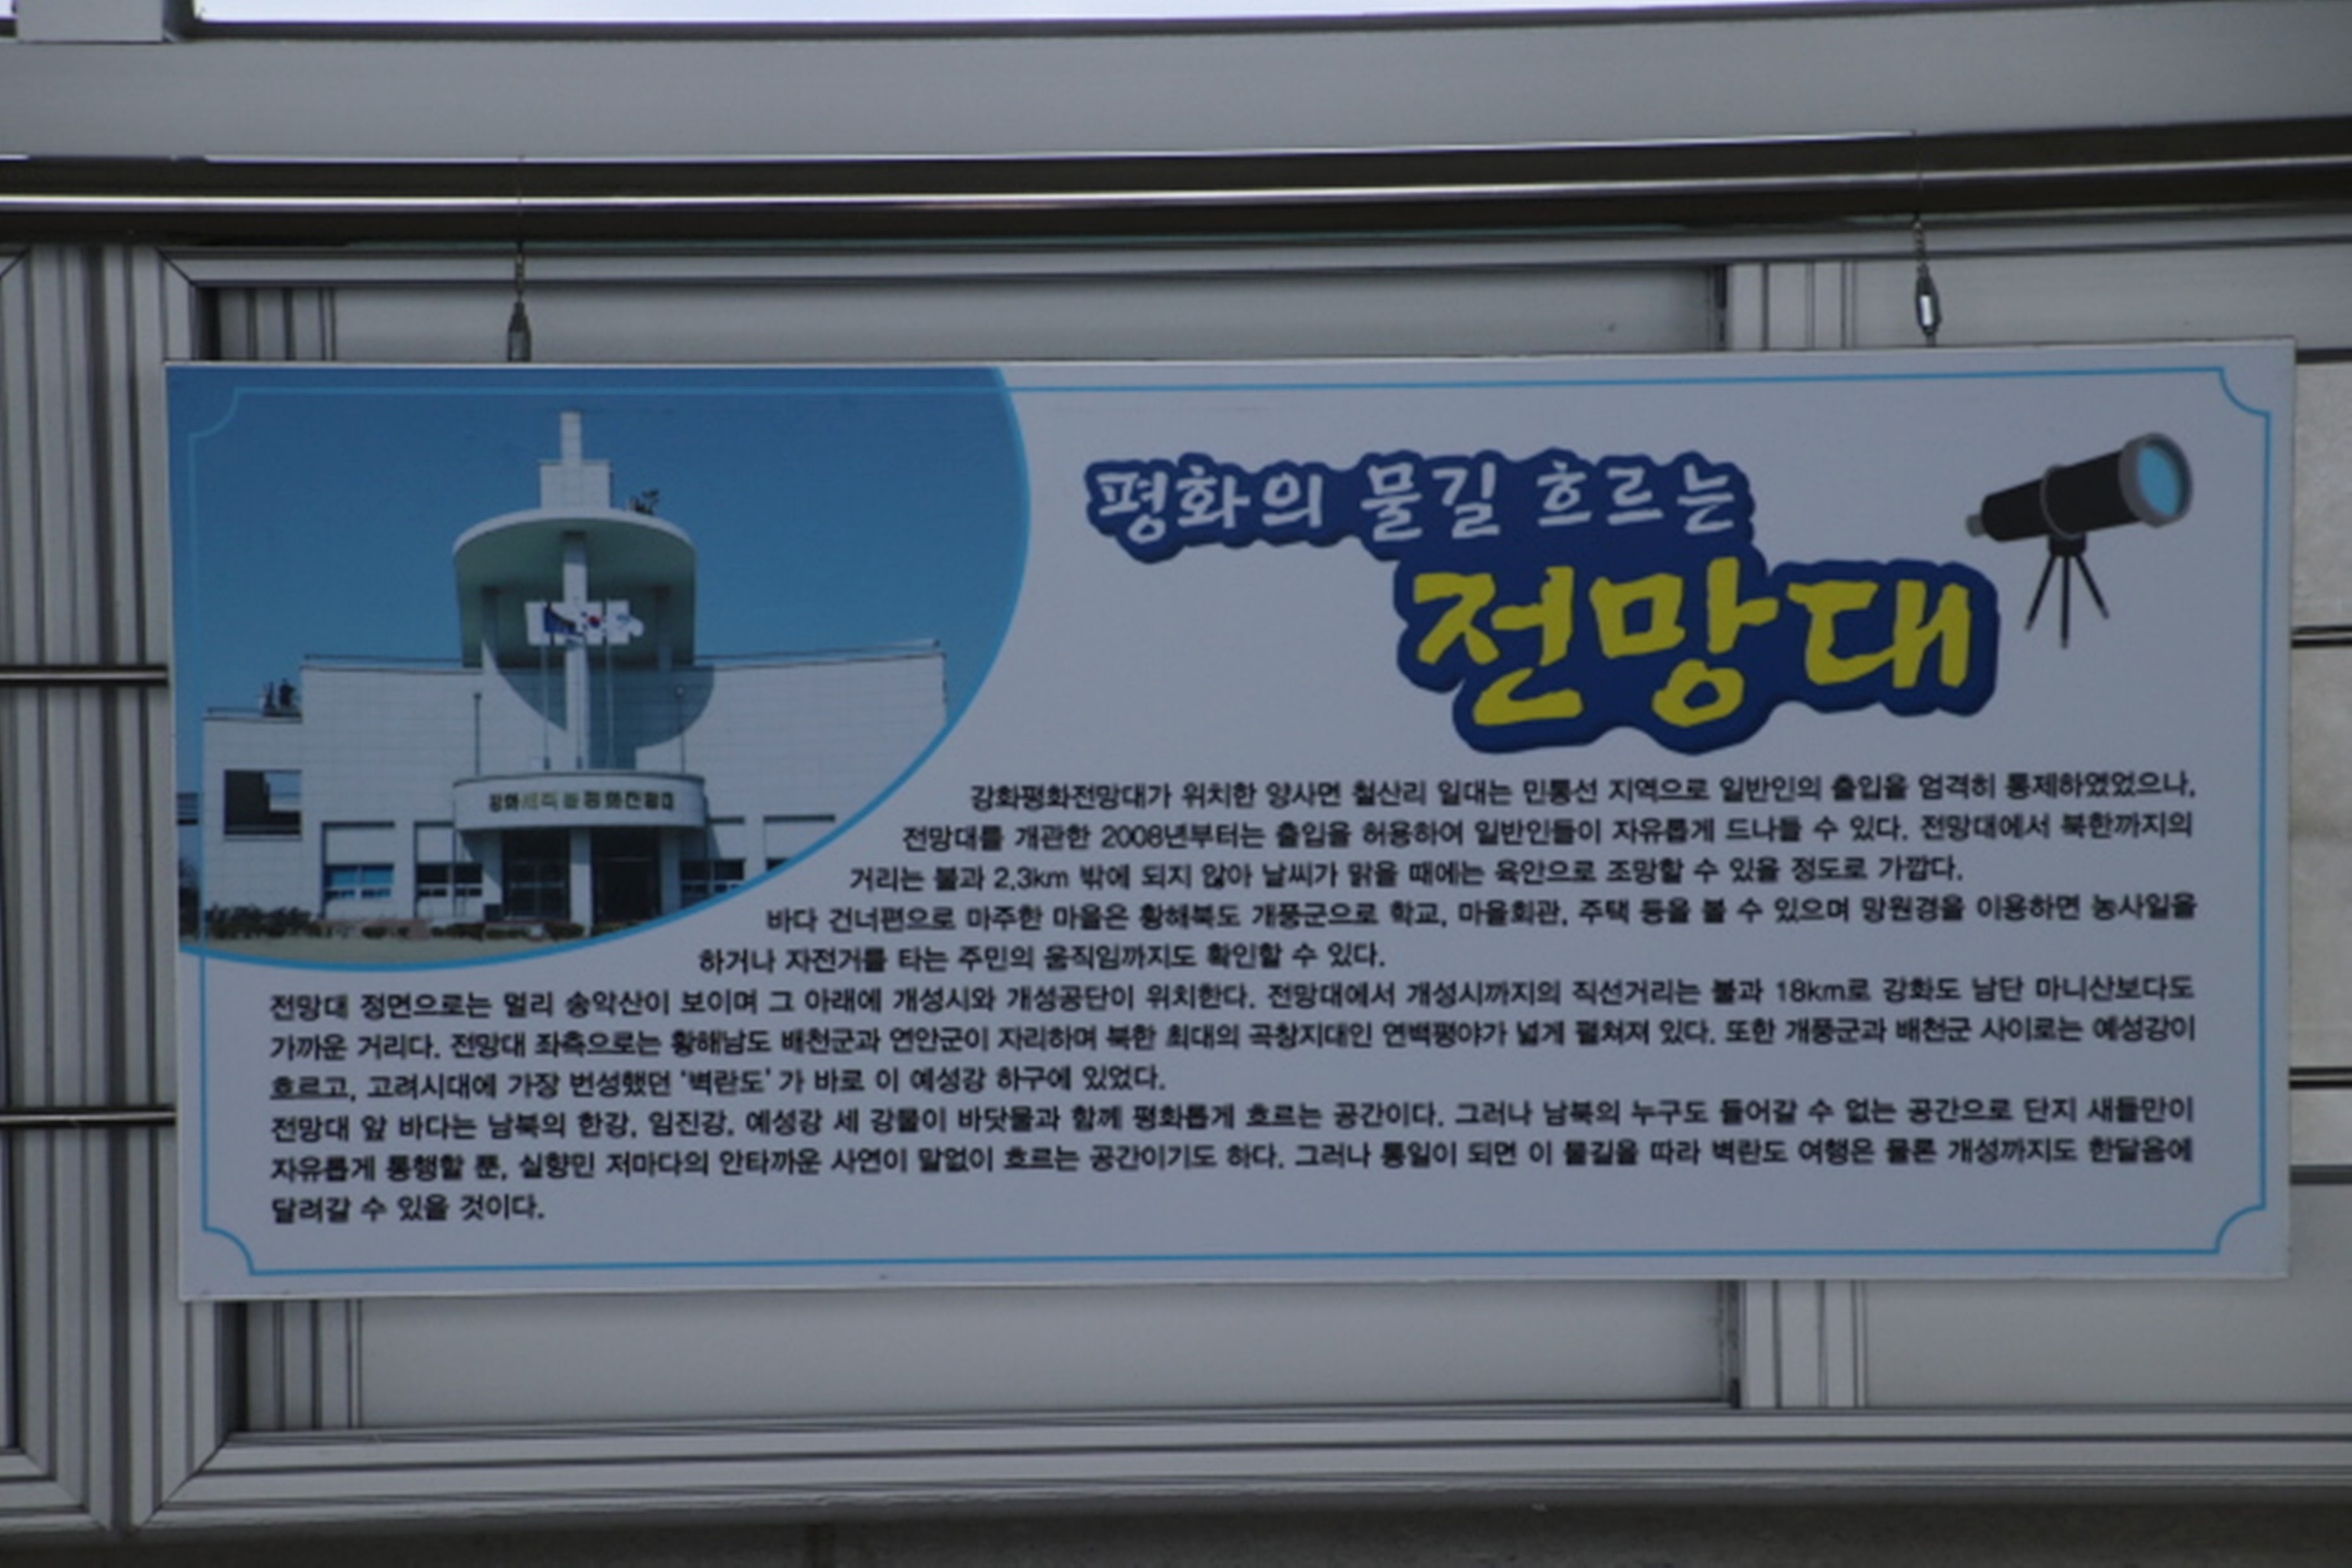 평화의 물길 흐르는
전망대
강화평화전망대가 위치한 양사면 철산리 일대는 민통선 지역으로 일반인의 출입을 엄격히 통제하였었으나,
전망대를 개관한 2008년부터는 출입을 허용하여 일반인들이 자유롭게 드나들 수 있다. 전망대에서 북한까지의
거리는 불과 2.3km 밖에 되지 않아 날씨가 맑을 때에는 육안으로 조망할 수 있을 정도로 가깝다.
바다 건너편으로 마주한 마을은 황해북도 개풍군으로 학교, 마을회관, 주택 등을 볼 수 있으며 망원경을 이용하면 농사일을
하거나 자전거를 타는 주민의 움직임까지도 확인할 수 있다.
전망대 정면으로는 멀리 송악산이 보이며 그 아래에 개성시와 개성공단이 위치한다. 전망대에서 개성시까지의 직선거리는 불과 18km로 강화도 남단 마니산보다도
가까운 거리다. 전망대 좌측으로는 황해남도 배천군과 연안군이 자리하며 북한 최대의 곡창지대인 연백평야가 넓게 펼쳐져 있다. 또한 개풍군과 배천군 사이로는 예성강이
흐르고, 고려시대에 가장 번성했던 '벽란도' 가 바로 이 예성강 하구에 있었다.
전망대 앞 바다는 남북의 한강, 임진강, 예성강 세 강물이 바닷물과 함께 평화롭게 흐르는 공간이다. 그러나 남북의 누구도 들어갈 수 없는 공간으로 단지 새들만이
자유롭게 통행할 뿐, 실향민 저마다의 안타까운 사연이 말없이 흐르는 공간이기도 하다. 그러나 통일이 되면 이 물길을 따라 벽란도 여행은 물론 개성까지도 한달음에
달려갈 수 있을 것이다.